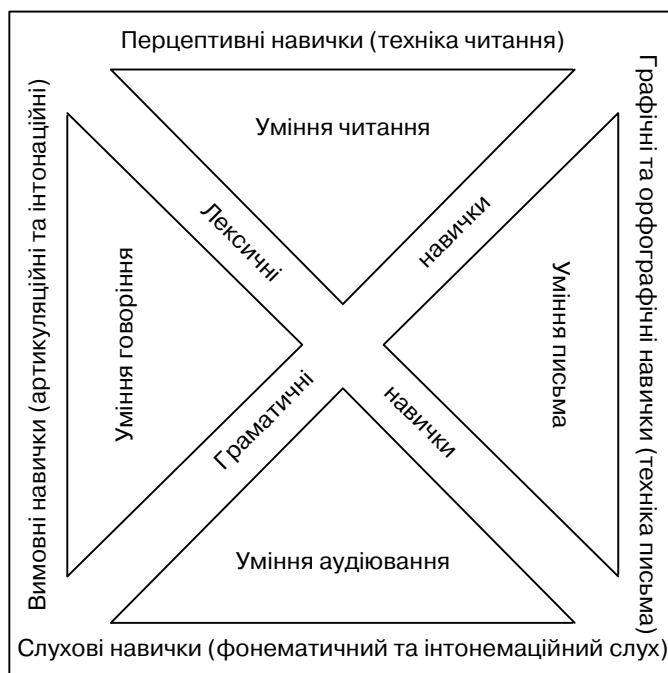 Перцептивні навички (техніка читання)
Уміння читання
Вимовні навички (артикуляційні та інтонаційні)
Графічні та орфографічні навички (техніка письма)
Лексичні
навички
Уміння говоріння
Уміння письма
Граматичні
навички
Уміння аудіювання
Слухові навички (фонематичний та інтонемаційний слух)